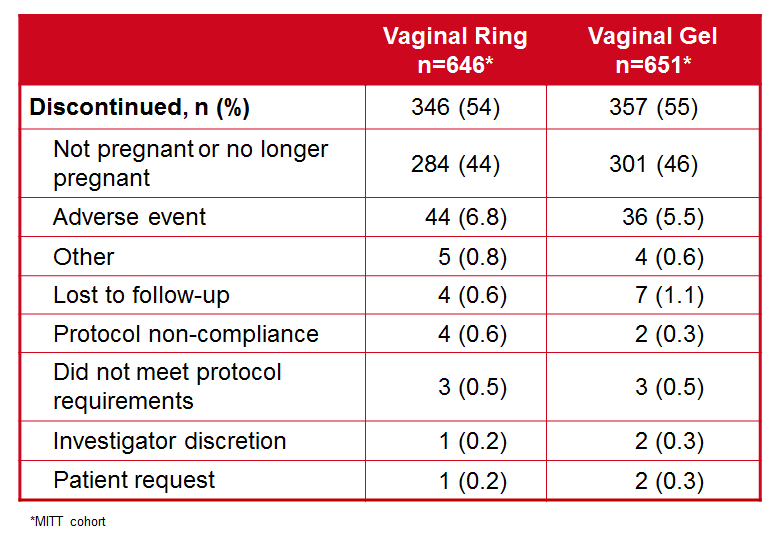 Vaginal Ring Vaginal Gel
n=646* n=651*
Discontinued, n (%) 346 (54) 357 (55)
Not pregnant or no longer
pregnant 284 (44) 301 (46)
Adverse event 44 (6.8) 36 (5.5)
Other 5 (0.8) 4 (0.6)
Lost to follow-up 4 (0.6) 7 (1.1)
Protocol non-compliance 4 (0.6) 2 (0.3)
Did not meet protocol
requirements 3 (0.5) 3 (0.5)
Investigator discretion 1 (0.2) 2 (0.3)
Patient request 1 (0.2) 2 (0.3)
*MITT cohort